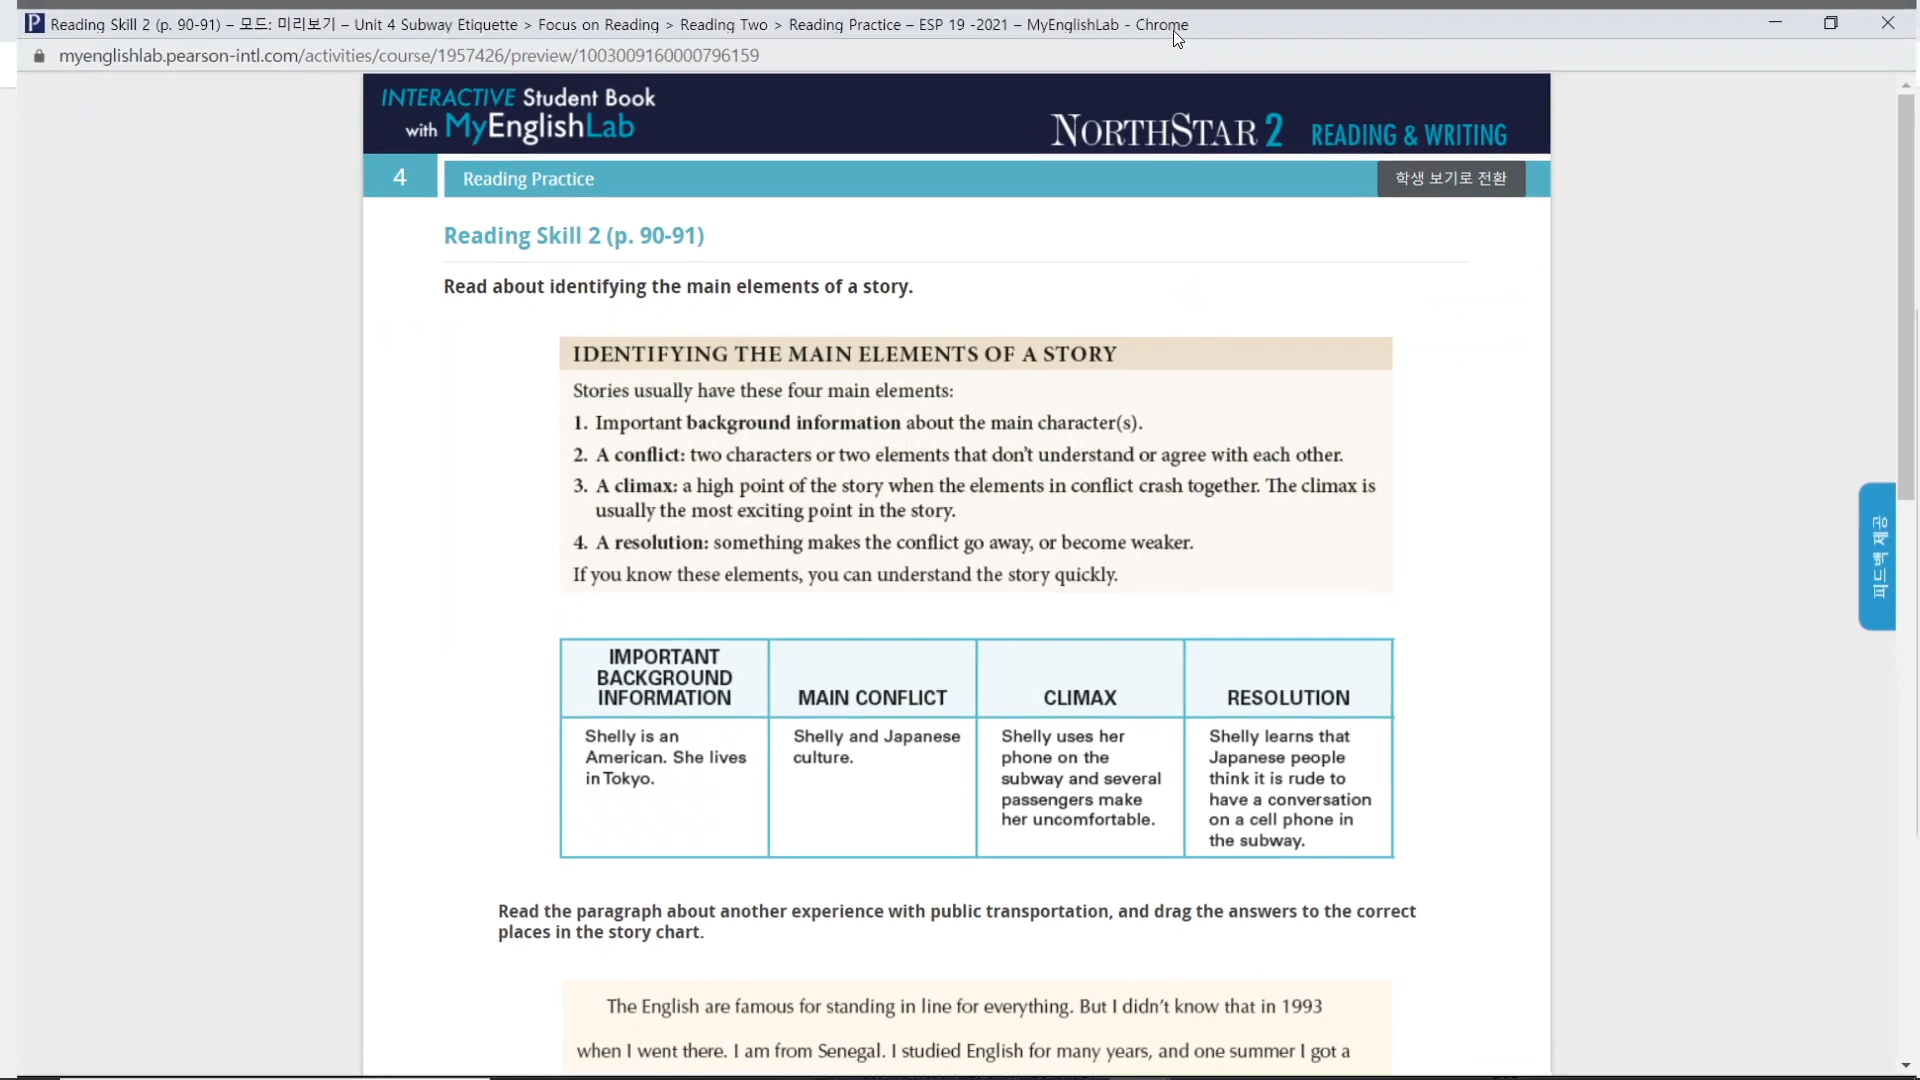 Reading Skill 2 (p. 90-91) – 모드: 미리보기 – Unit 4 Subway Etiquette > Focus on Reading > Reading Two > Reading Practice – ESP 19 -2021 – MyEnglishLab - Chrome
myenglishlab.pearson-intl.com/activities/course/1957426/preview/1003009160000796159
INTERACTIVE Student Book
with MyEnglishLab
NORTHSTAR 2 READING & WRITING
4 Reading Practice 학생 보기로 전환
Reading Skill 2 (p. 90-91)
Read about identifying the main elements of a story.
IDENTIFYING THE MAIN ELEMENTS OF A STORY
Stories usually have these four main elements:
1. Important background information about the main character(s).
2. A conflict: two characters or two elements that don't understand or agree with each other.
3. A climax: a high point of the story when the elements in conflict crash together. The climax is
usually the most exciting point in the story.
4. A resolution: something makes the conflict go away, or become weaker.
If you know these elements, you can understand the story quickly.
피드백 제공
IMPORTANT
BACKGROUND
INFORMATION
MAIN CONFLICT
CLIMAX
RESOLUTION
Shelly is an
American. She lives
in Tokyo.
Shelly and Japanese
culture.
Shelly uses her
phone on the
subway and several
passengers make
her uncomfortable.
Shelly learns that
Japanese people
think it is rude to
have a conversation
on a cell phone in
the subway.
Read the paragraph about another experience with public transportation, and drag the answers to the correct
places in the story chart.
The English are famous for standing in line for everything. But I didn't know that in 1993
when I went there. I am from Senegal. I studied English for many years, and one summer I got a